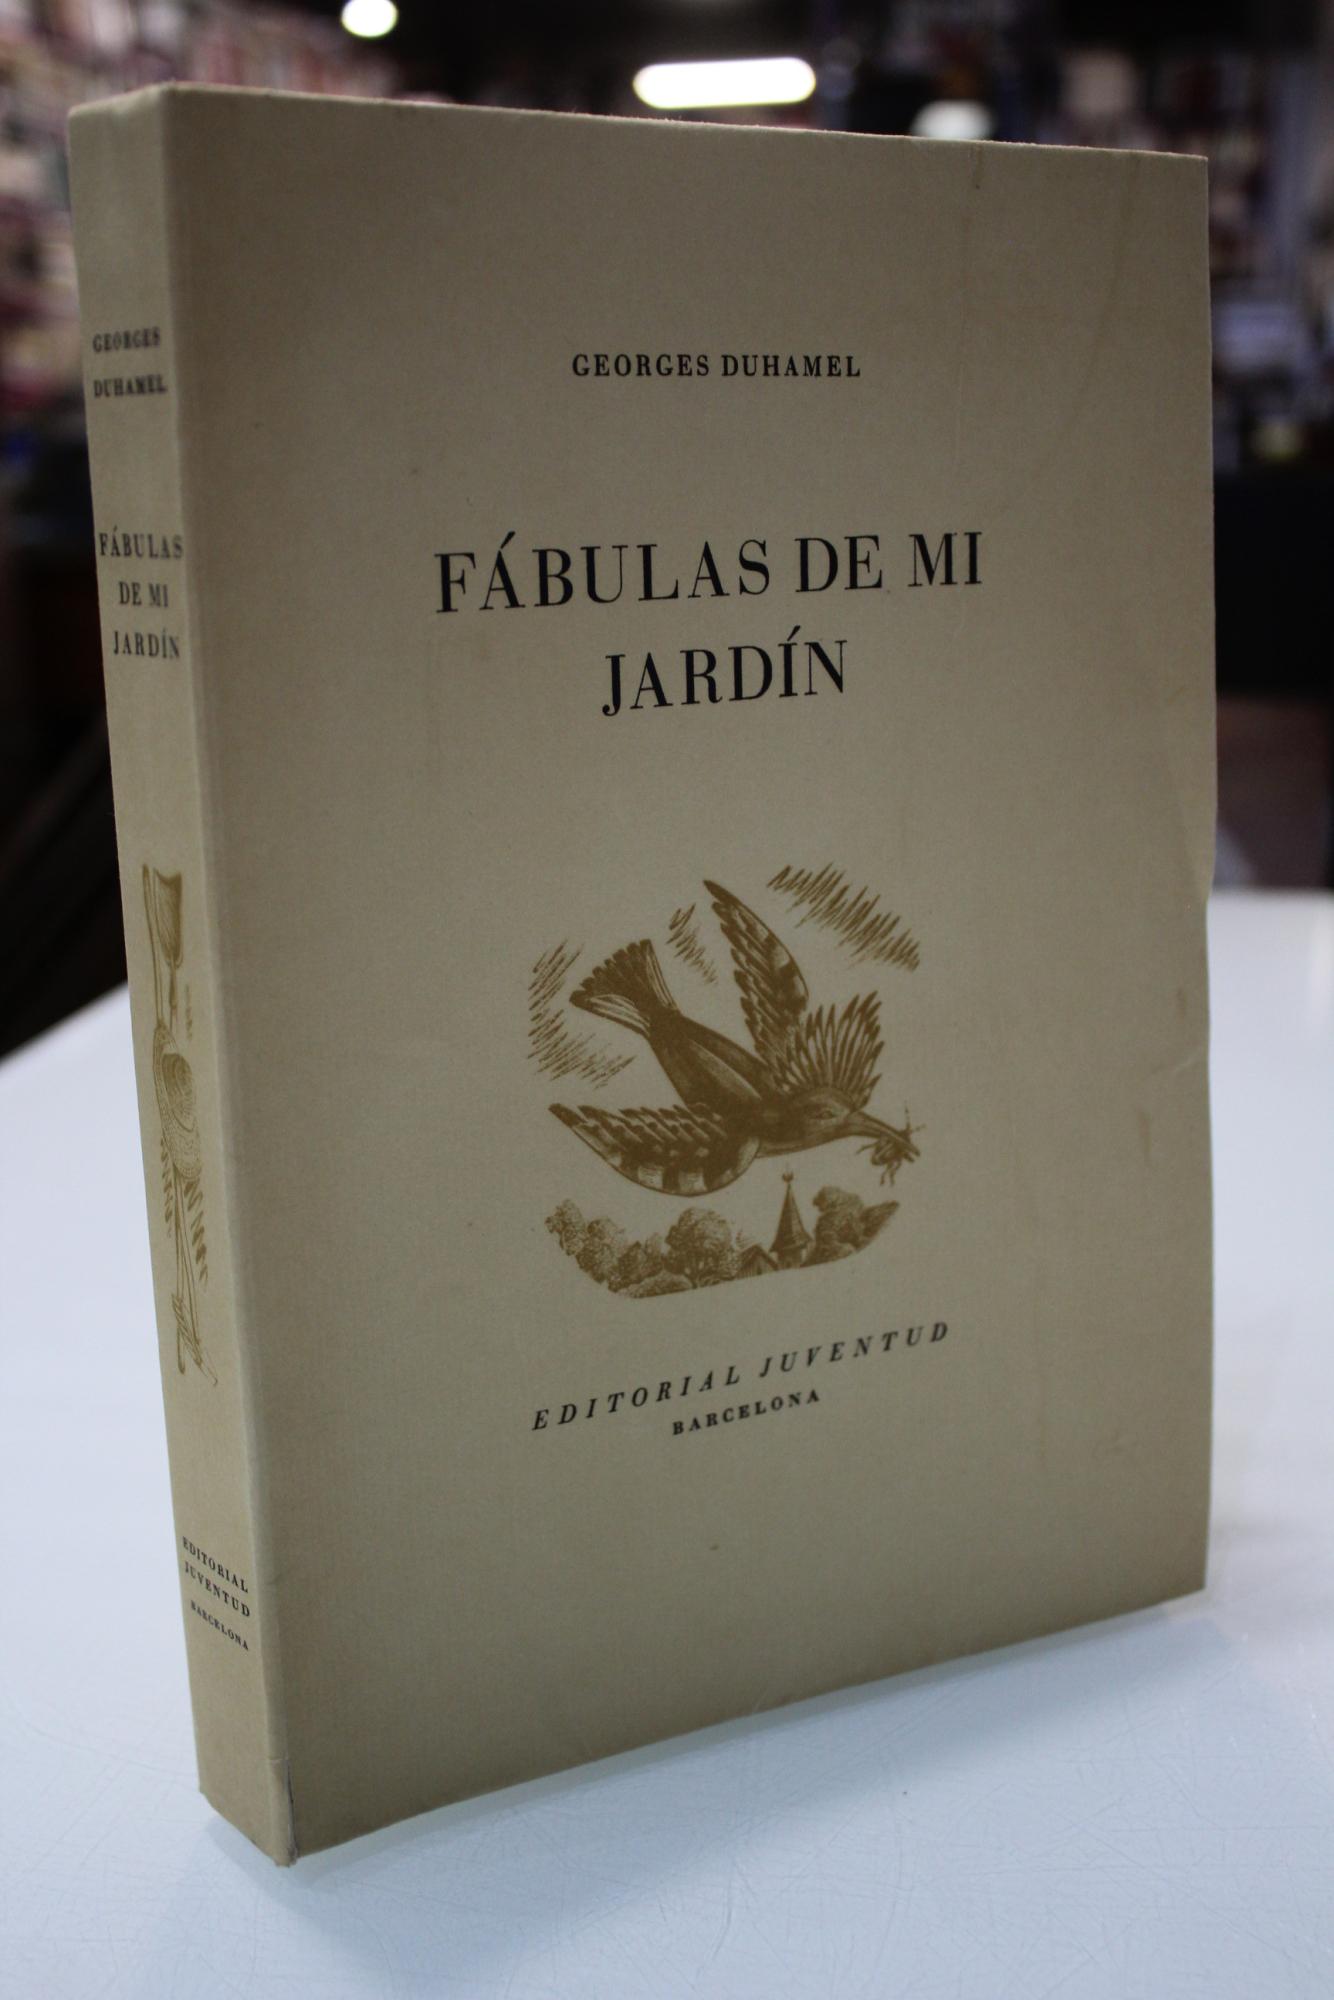 GEORGES
DUHAMEL
FÁBULAS
DE MI
JARDÍN
EDITORIAL
JUVENTUD
BARCELONA
GEORGES DUHAMEL
FÁBULAS DE MI
JARDÍN
EDITORIAL JUVENTUD
BARCELONA